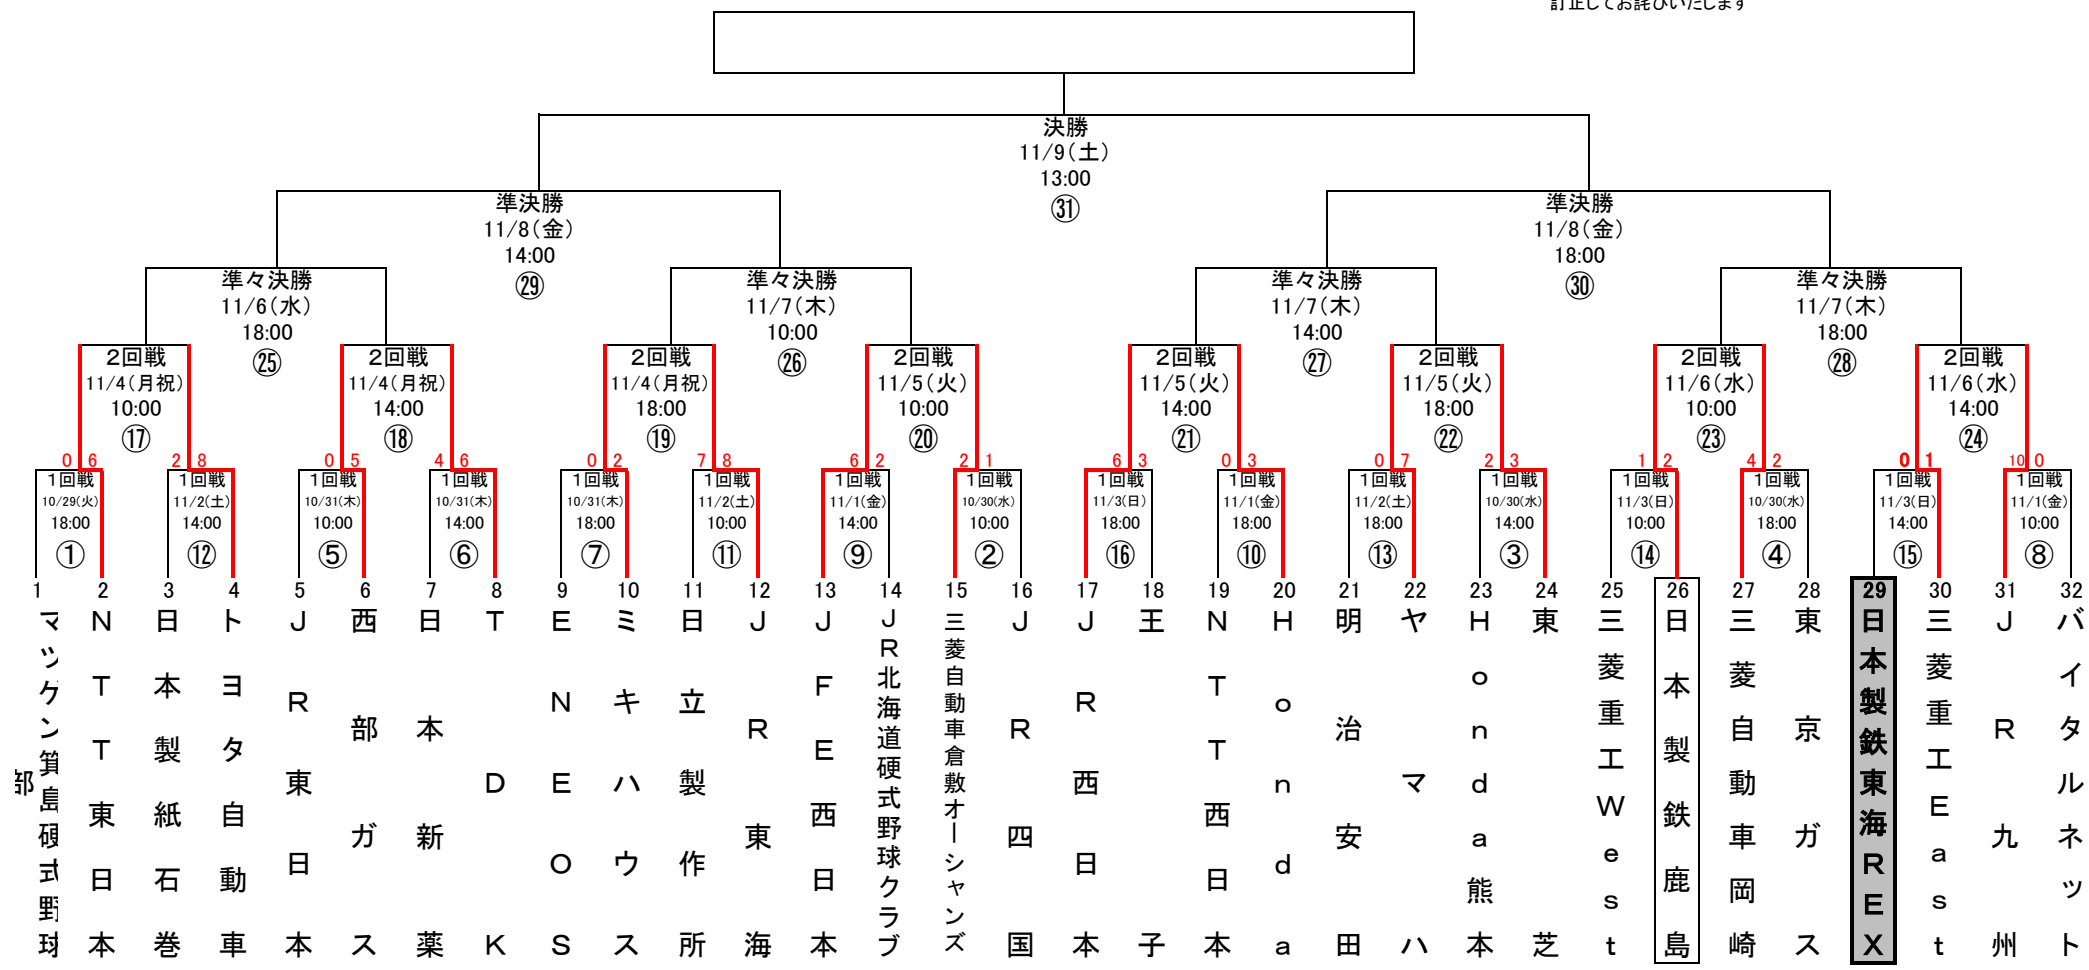 訂正してお詫びいたします
決勝
11/9(土)
13:00
㉛
準決勝
11/8(金)
14:00
㉙
準決勝
11/8(金)
18:00
㉚
準々決勝
11/6(水)
18:00
㉕
準々決勝
11/7(木)
10:00
㉖
準々決勝
11/7(木)
14:00
㉗
準々決勝
11/7(木)
18:00
㉘
2回戦
11/4(月祝)
10:00
⑰
2回戦
11/4(月祝)
14:00
⑱
2回戦
11/4(月祝)
18:00
⑲
2回戦
11/5(火)
10:00
⑳
2回戦
11/5(火)
14:00
㉑
2回戦
11/5(火)
18:00
㉒
2回戦
11/6(水)
10:00
㉓
2回戦
11/6(水)
14:00
㉔
0 6
1回戦
10/29(火)
18:00
①
2 8
1回戦
11/2(土)
14:00
⑫
0 5
1回戦
10/31(木)
10:00
⑤
4 6
1回戦
10/31(木)
14:00
⑥
0 2
1回戦
10/31(木)
18:00
⑦
7 8
1回戦
11/2(土)
10:00
⑪
6 2
1回戦
11/1(金)
14:00
⑨
2 1
1回戦
10/30(水)
10:00
②
6 3
1回戦
11/3(日)
18:00
⑯
0 3
1回戦
11/1(金)
18:00
⑩
0 7
1回戦
11/2(土)
18:00
⑬
2 3
1回戦
10/30(水)
14:00
③
1 2
1回戦
11/3(日)
10:00
⑭
4 2
1回戦
10/30(水)
18:00
④
0 1
1回戦
11/3(日)
14:00
⑮
10 0
1回戦
11/1(金)
10:00
⑧
1
マツゲン箕島硬式野球
部
2
NTT東日本
3
日本製紙石巻
4
トヨタ自動車
5
JR東日本
6
西部ガス
7
日本新薬
8
TDK
9
ENEOS
10
ミキハウス
11
日立製作所
12
JR東海
13
JFE西日本
14
JR北海道硬式野球クラブ
15
三菱自動車倉敷オーシャンズ
16
JR四国
17
JR西日本
18
王子
19
NTT西日本
20
Honda
21
明治安田
22
ヤマハ
23
Honda熊本
24
東芝
25
三菱重工West
26
日本製鉄鹿島
27
三菱自動車岡崎
28
東京ガス
29
日本製鉄東海REX
30
三菱重工East
31
JR九州
32
バイタルネット